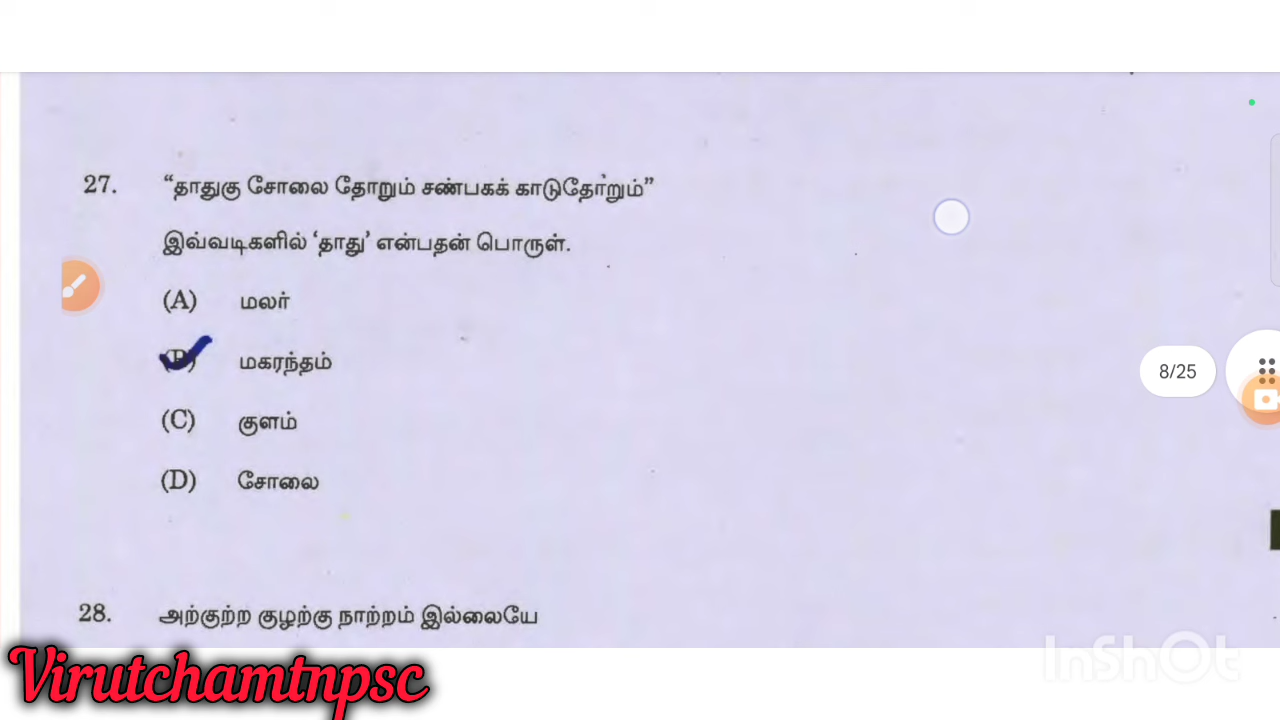 27. “தாதுகு சோலை தோறும் சண்பகக் காடுதோறும்”
இவ்வடிகளில் ‘தாது’ என்பதன் பொருள்.
(A) மலர்
(B) மகரந்தம்
8/25
(C) குளம்
(D) சோலை
28. அற்குற்ற குழற்கு நாற்றம் இல்லையே
InShOt
Virutchamtnpsc